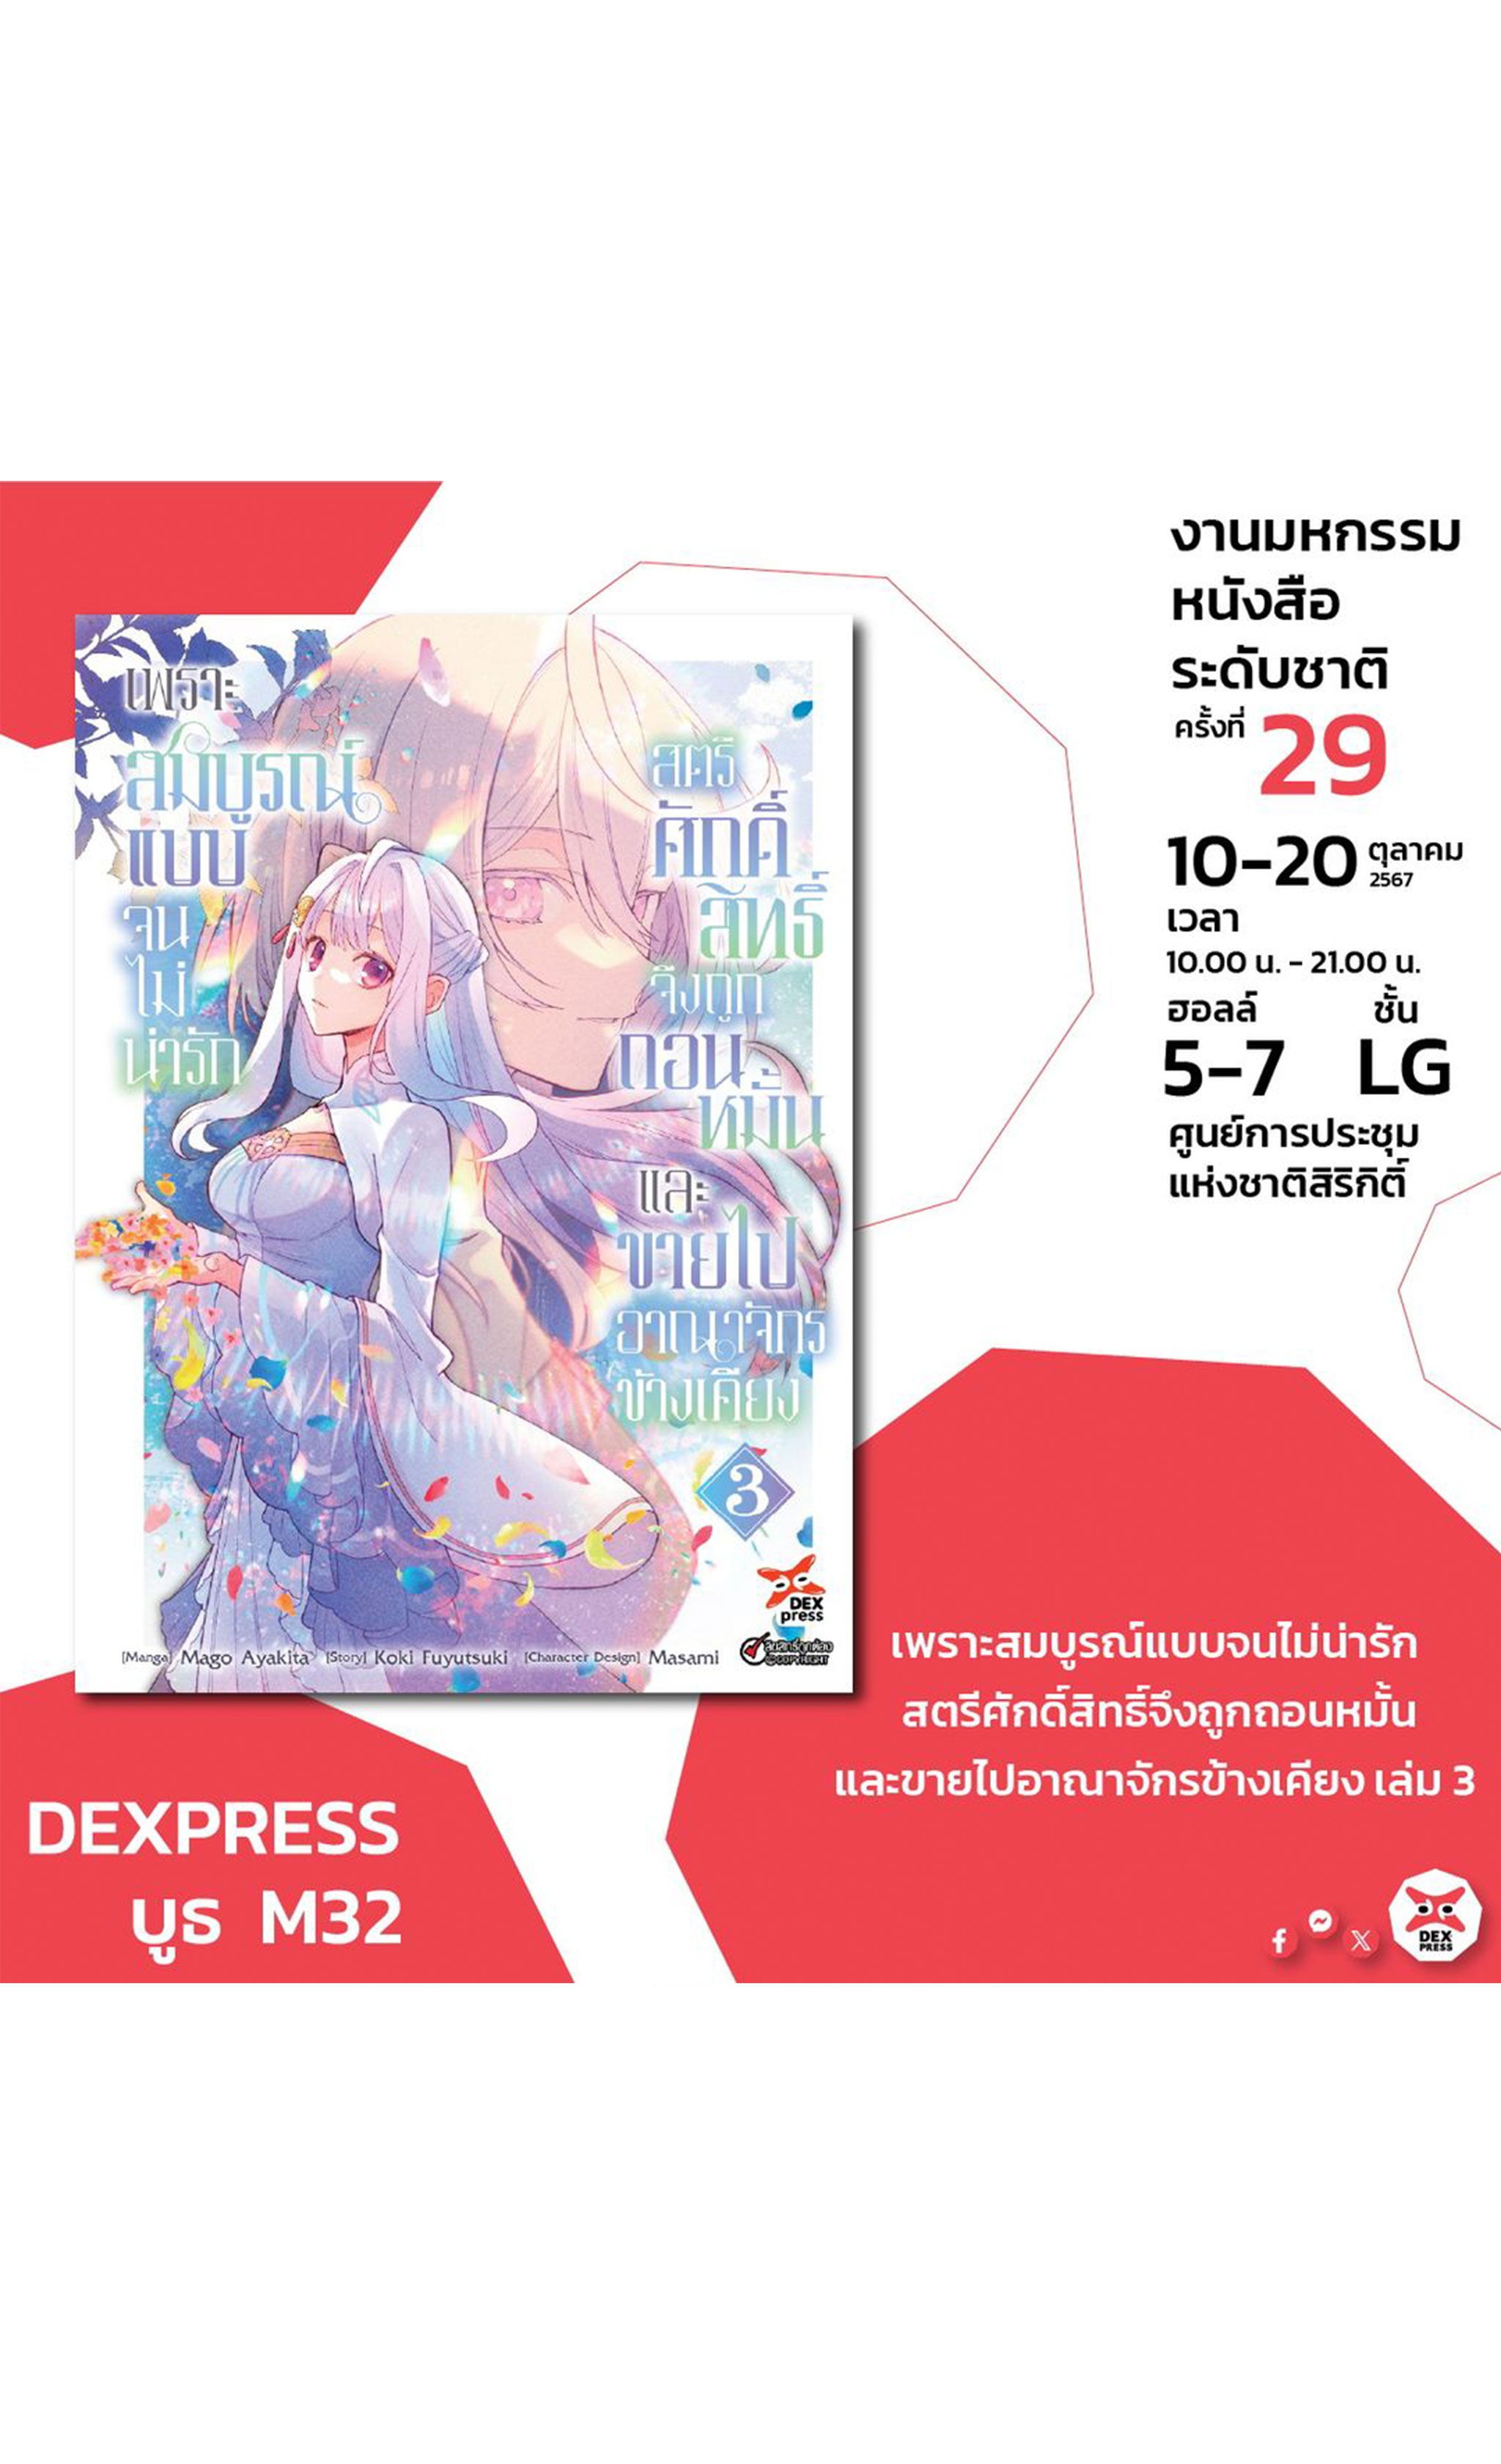 งานมหกรรม
หนังสือ
ระดับชาติ
ครั้งที่ 29
10-20 ตุลาคม
2567
เวลา
10.00 น. - 21.00 น.
ฮอลล์ ชั้น
5-7 LG
ศูนย์การประชุม
แห่งชาติสิริกิติ์
เพราะ
สมบูรณ์
แบบ
จน
ไม่
น่ารัก
สตรี
ศักดิ์
สิทธิ์
จึงถูก
ถอน
หมั้น
และ
ขายไป
อาณาจักร
ข้างเคียง
3
DEX
press
ลิขสิทธิ์ถูกต้อง
COPYRIGHT
[Manga] Mago Ayakita [Story] Koki Fuyutsuki [Character Design] Masami
เพราะสมบูรณ์แบบจนไม่น่ารัก
สตรีศักดิ์สิทธิ์จึงถูกถอนหมั้น
และขายไปอาณาจักรข้างเคียง เล่ม 3
DEXPRESS
บูธ M32
DEX
PRESS